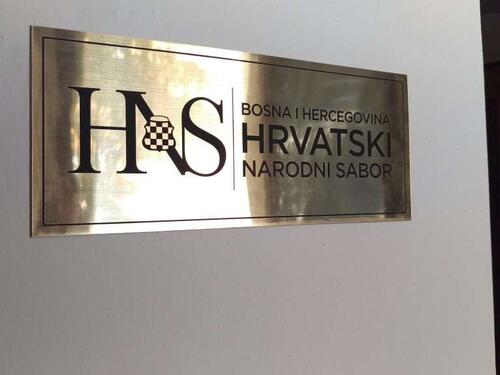 HNS
BOSNA I HERCEGOVINA
HRVATSKI
NARODNI SABOR